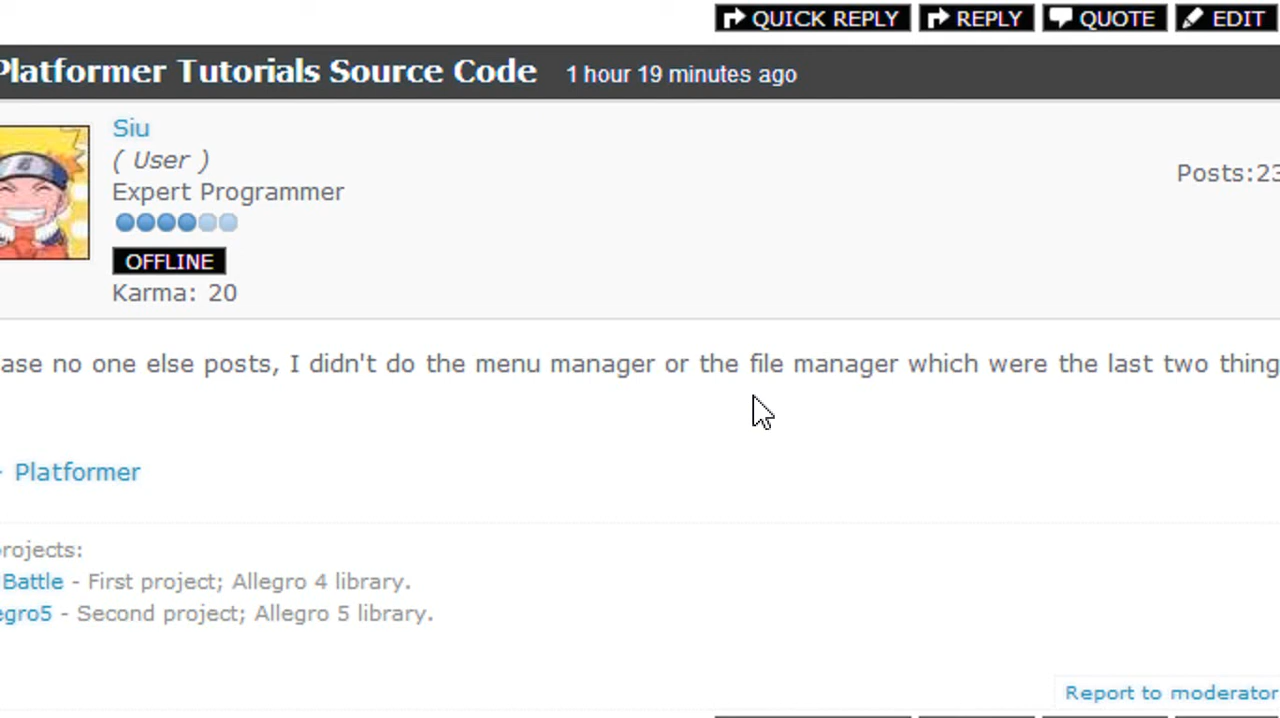 QUICK REPLY REPLY QUOTE EDIT
Platformer Tutorials Source Code 1 hour 19 minutes ago
Siu
( User )
Posts:23
Expert Programmer
OFFLINE
Karma: 20
ase no one else posts, I didn't do the menu manager or the file manager which were the last two thing
- Platformer
rojects:
Battle - First project; Allegro 4 library.
egro5 - Second project; Allegro 5 library.
Report to moderator